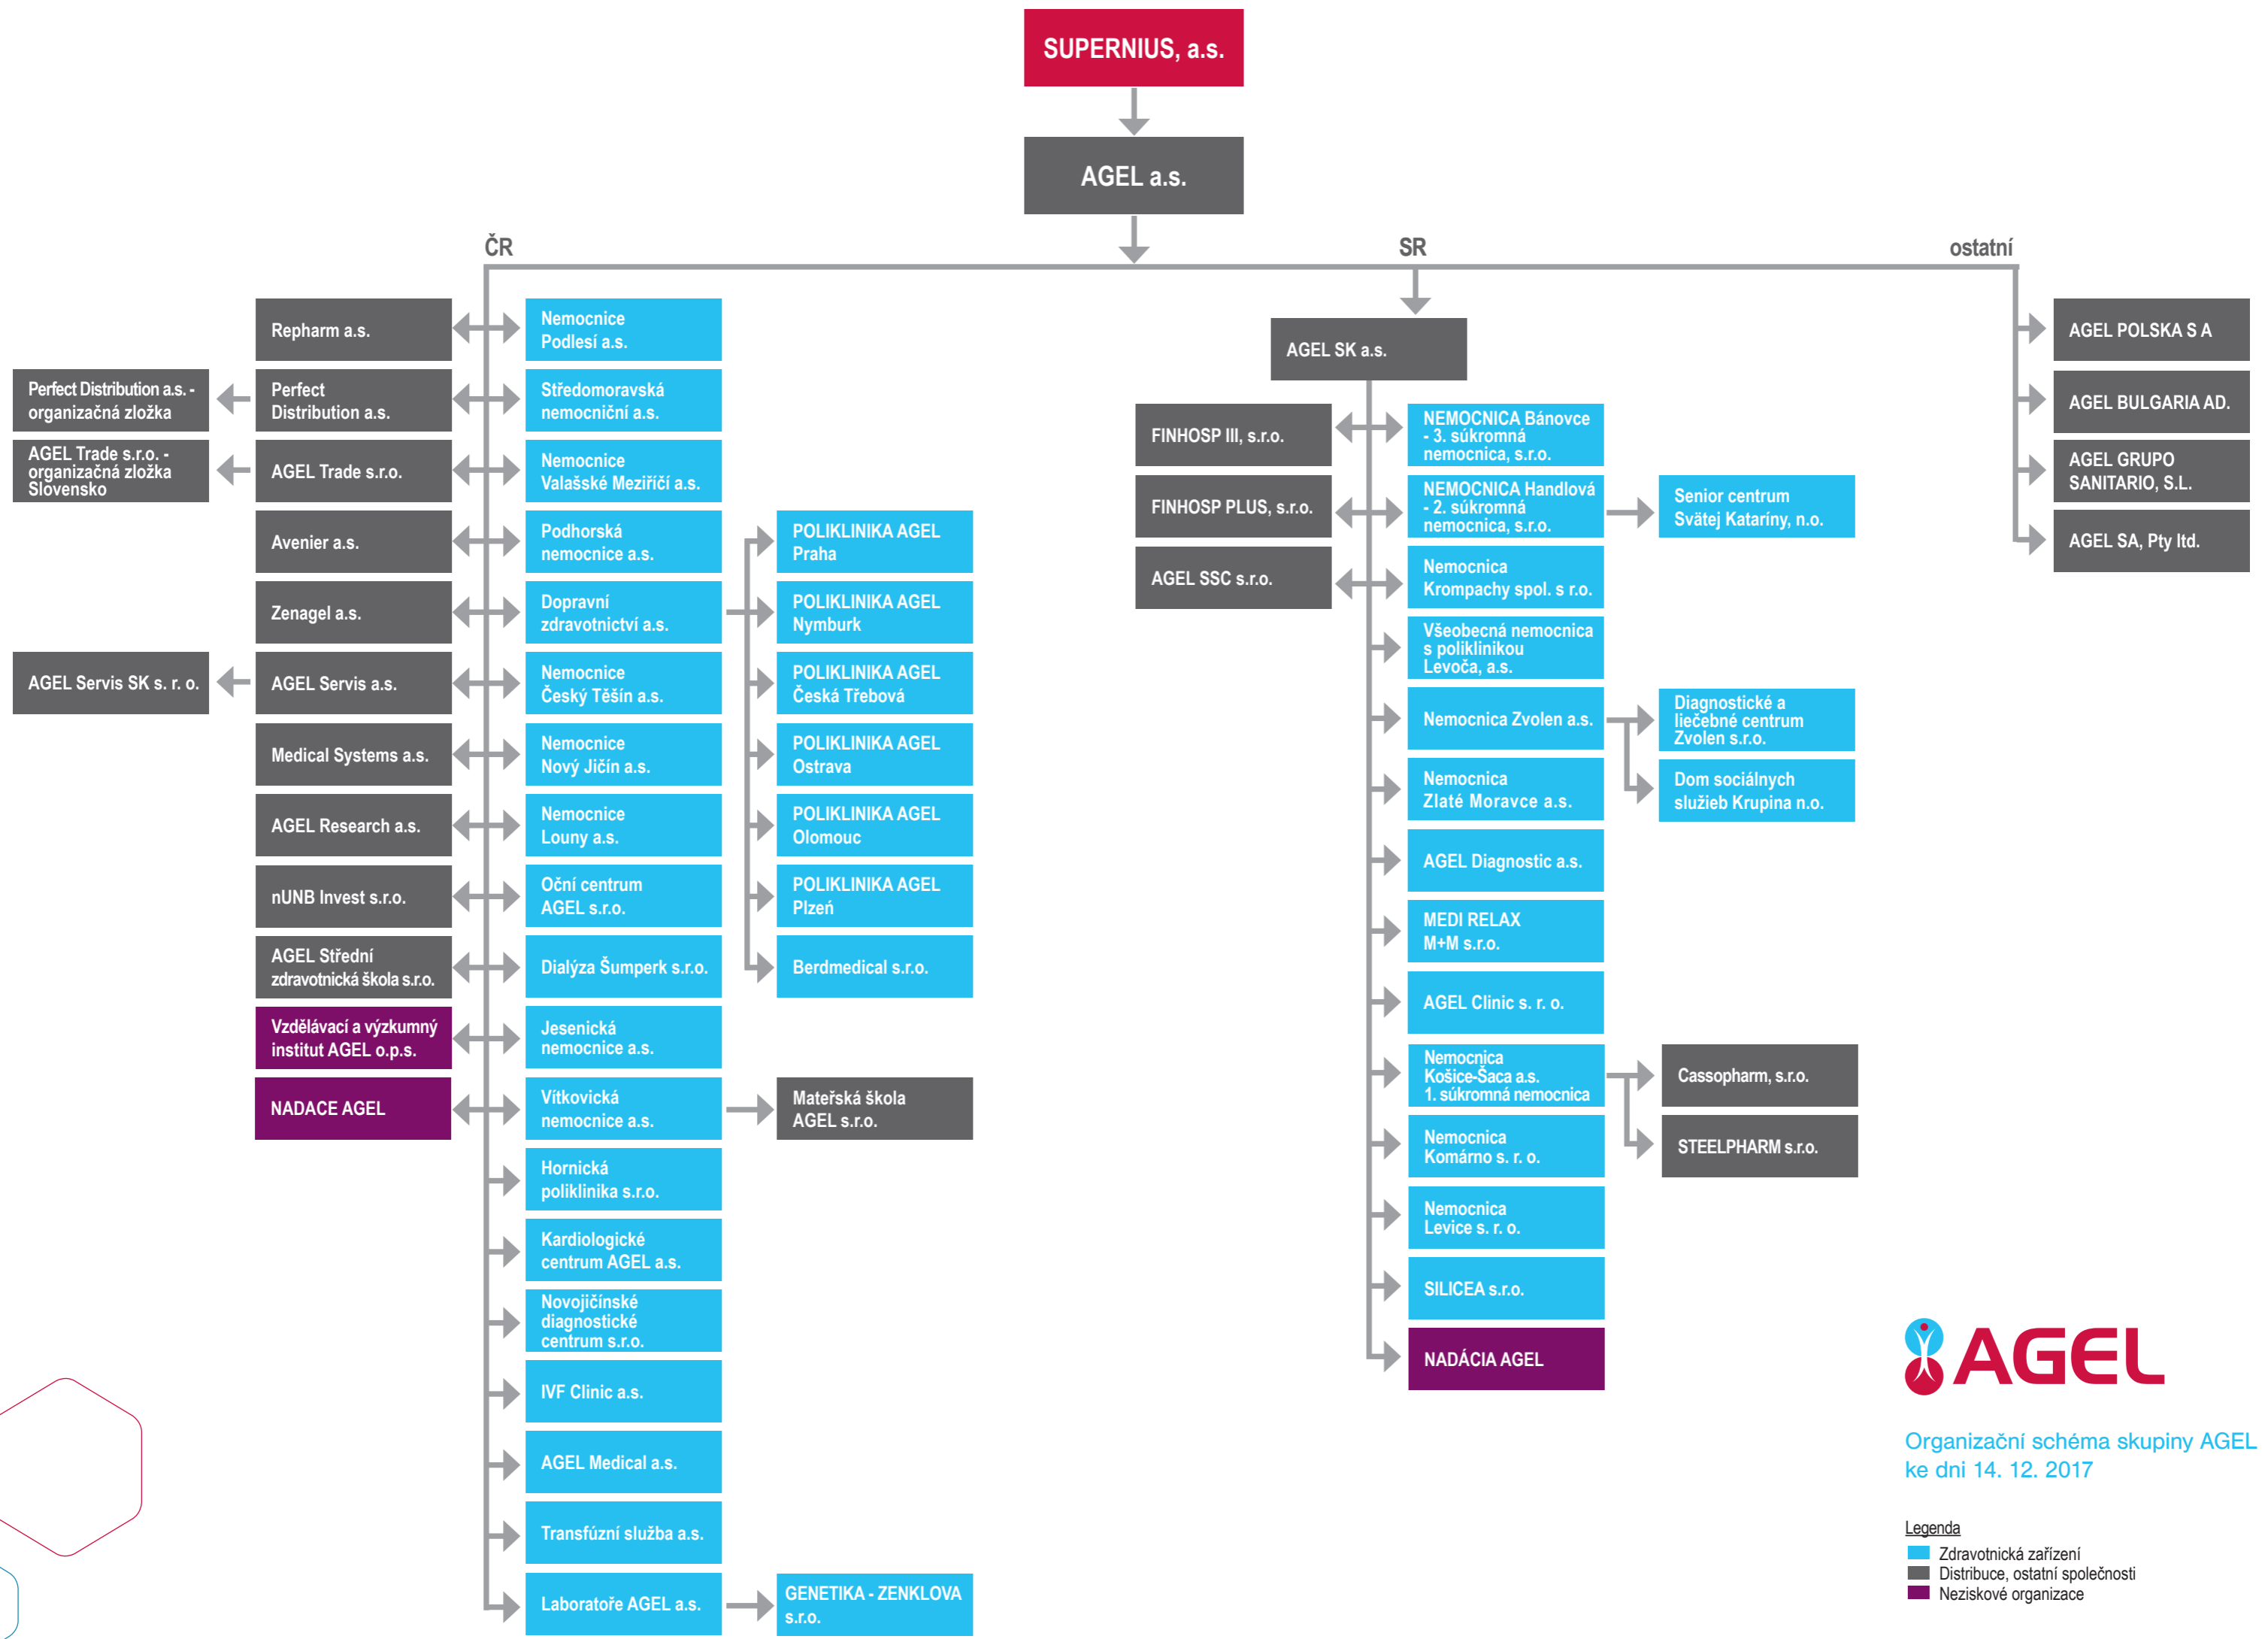 SUPERNIUS, a.s.
AGEL a.s.
ČR
SR
ostatní
Repharm a.s.
Perfect Distribution a.s. -
organizačná zložka
Perfect
Distribution a.s.
AGEL Trade s.r.o. -
organizačná zložka
Slovensko
AGEL Trade s.r.o.
Avenier a.s.
Zenagel a.s.
AGEL Servis SK s. r. o.
AGEL Servis a.s.
Medical Systems a.s.
AGEL Research a.s.
nUNB Invest s.r.o.
AGEL Střední
zdravotnická škola s.r.o.
Vzdělávací a výzkumný
institut AGEL o.p.s.
NADACE AGEL
Nemocnice
Podlesí a.s.
Středomoravská
nemocniční a.s.
Nemocnice
Valašské Meziříčí a.s.
Podhorská
nemocnice a.s.
Dopravní
zdravotnictví a.s.
Nemocnice
Český Těšín a.s.
Nemocnice
Nový Jičín a.s.
Nemocnice
Louny a.s.
Oční centrum
AGEL s.r.o.
Dialýza Šumperk s.r.o.
Jesenická
nemocnice a.s.
Vítkovická
nemocnice a.s.
Hornická
poliklinika s.r.o.
Kardiologické
centrum AGEL a.s.
Novojičínské
diagnostické
centrum s.r.o.
IVF Clinic a.s.
AGEL Medical a.s.
Transfúzní služba a.s.
Laboratoře AGEL a.s.
POLIKLINIKA AGEL
Praha
POLIKLINIKA AGEL
Nymburk
POLIKLINIKA AGEL
Česká Třebová
POLIKLINIKA AGEL
Ostrava
POLIKLINIKA AGEL
Olomouc
POLIKLINIKA AGEL
Plzeń
Berdmedical s.r.o.
Mateřská škola
AGEL s.r.o.
GENETIKA - ZENKLOVA
s.r.o.
AGEL SK a.s.
FINHOSP III, s.r.o.
FINHOSP PLUS, s.r.o.
AGEL SSC s.r.o.
NEMOCNICA Bánovce
- 3. súkromná
nemocnica, s.r.o.
NEMOCNICA Handlová
- 2. súkromná
nemocnica, s.r.o.
Nemocnica
Krompachy spol. s r.o.
Všeobecná nemocnica
s poliklinikou
Levoča, a.s.
Nemocnica Zvolen a.s.
Nemocnica
Zlaté Moravce a.s.
AGEL Diagnostic a.s.
MEDI RELAX
M+M s.r.o.
AGEL Clinic s. r. o.
Nemocnica
Košice-Šaca a.s.
1. súkromná nemocnica
Nemocnica
Komárno s. r. o.
Nemocnica
Levice s. r. o.
SILICEA s.r.o.
NADÁCIA AGEL
Senior centrum
Svätej Kataríny, n.o.
Diagnostické a
liečebné centrum
Zvolen s.r.o.
Dom sociálnych
služieb Krupina n.o.
Cassopharm, s.r.o.
STEELPHARM s.r.o.
AGEL POLSKA S A
AGEL BULGARIA AD.
AGEL GRUPO
SANITARIO, S.L.
AGEL SA, Pty ltd.
AGEL
Organizační schéma skupiny AGEL
ke dni 14. 12. 2017
Legenda
Zdravotnická zařízení
Distribuce, ostatní společnosti
Neziskové organizace